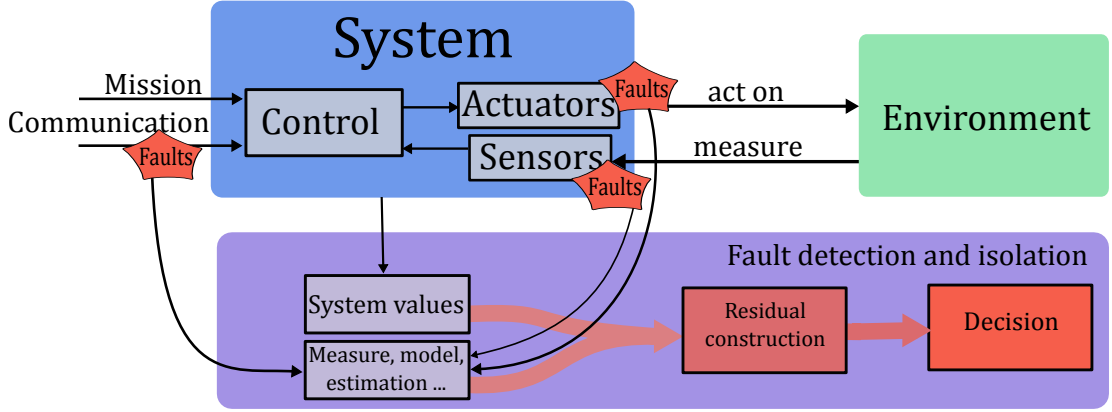 System
Mission
Communication
Faults
Control
Actuators
Faults
Sensors
Faults
act on
measure
Environment
Fault detection and isolation
System values
Measure, model,
estimation ...
Residual
construction
Decision